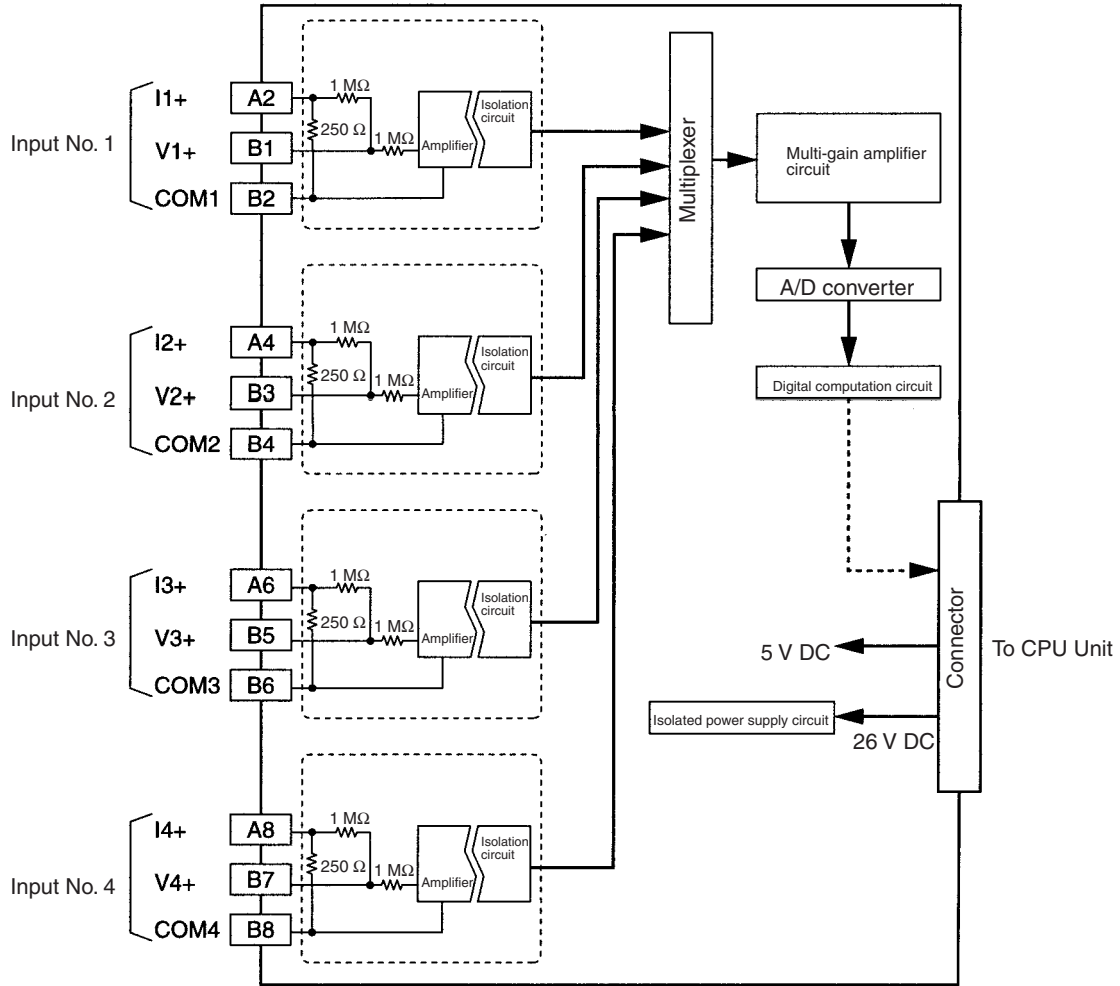 Input No. 1
I1+
V1+
COM1
A2
B1
B2
1 MΩ
250 Ω
1 MΩ
Amplifier
Isolation
circuit
Input No. 2
I2+
V2+
COM2
A4
B3
B4
1 MΩ
250 Ω
1 MΩ
Amplifier
Isolation
circuit
Input No. 3
I3+
V3+
COM3
A6
B5
B6
1 MΩ
250 Ω
1 MΩ
Amplifier
Isolation
circuit
Input No. 4
I4+
V4+
COM4
A8
B7
B8
1 MΩ
250 Ω
1 MΩ
Amplifier
Isolation
circuit
Multiplexer
Multi-gain amplifier
circuit
A/D converter
Digital computation circuit
Connector
To CPU Unit
5 V DC
Isolated power supply circuit
26 V DC